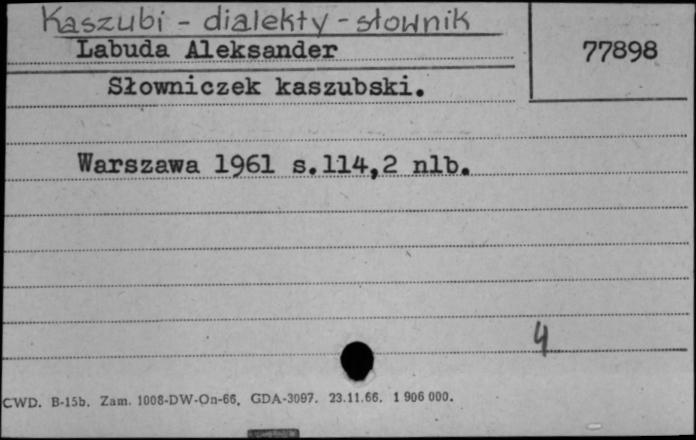 Kaszubi - dialekty - słownik
Labuda Aleksander
77898
Słowniczek kaszubski.
Warszawa 1961 s.114,2 nlb.
4
CWD. B-15b. Zam. 1008-DW-On-66. GDA-3097. 23.11.66. 1 906 000.